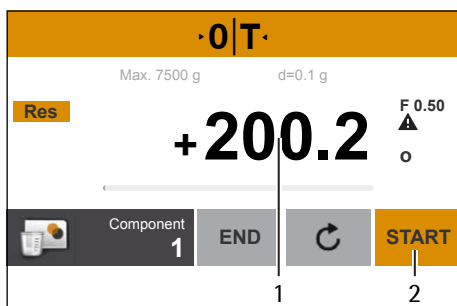 0|T
Max. 7500 g d=0.1 g
Res
F 0.50
+200.2
o
Component
1
END
START
1 2